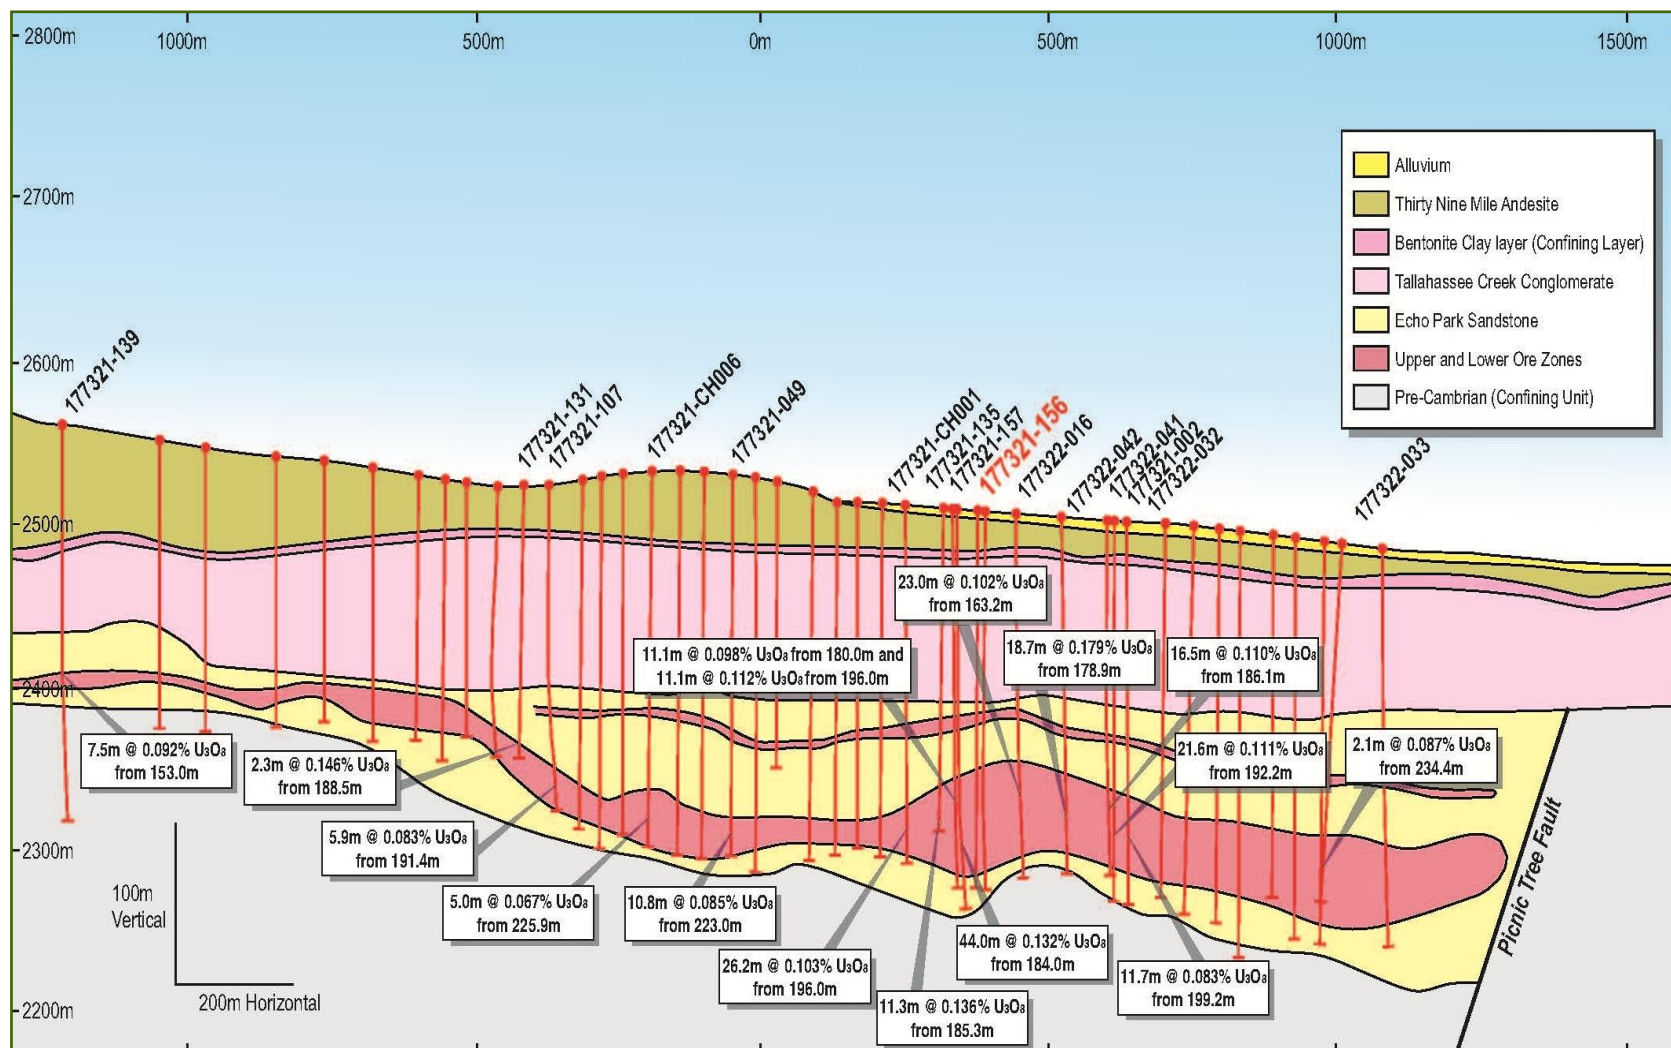 2800m
1000m
500m
0m
500m
1000m
1500m
2700m
2600m
2500m
2400m
2300m
2200m
Alluvium
Thirty Nine Mile Andesite
Bentonite Clay layer (Confining Layer)
Tallahassee Creek Conglomerate
Echo Park Sandstone
Upper and Lower Ore Zones
Pre-Cambrian (Confining Unit)
177321-139
177321-131
177321-107
177321-CH006
177321-049
177321-CH001
177321-135
177321-157
177321-156
177322-016
177322-042
177322-041
177321-002
177322-032
177322-033
23.0m @ 0.102% U₃O₈
from 163.2m
11.1m @ 0.098% U₃O₈ from 180.0m and
11.1m @ 0.112% U₃O₈ from 196.0m
18.7m @ 0.179% U₃O₈
from 178.9m
16.5m @ 0.110% U₃O₈
from 186.1m
7.5m @ 0.092% U₃O₈
from 153.0m
2.3m @ 0.146% U₃O₈
from 188.5m
21.6m @ 0.111% U₃O₈
from 192.2m
2.1m @ 0.087% U₃O₈
from 234.4m
5.9m @ 0.083% U₃O₈
from 191.4m
5.0m @ 0.067% U₃O₈
from 225.9m
10.8m @ 0.085% U₃O₈
from 223.0m
26.2m @ 0.103% U₃O₈
from 196.0m
11.3m @ 0.136% U₃O₈
from 185.3m
44.0m @ 0.132% U₃O₈
from 184.0m
11.7m @ 0.083% U₃O₈
from 199.2m
Picnic Tree Fault
100m
Vertical
200m Horizontal